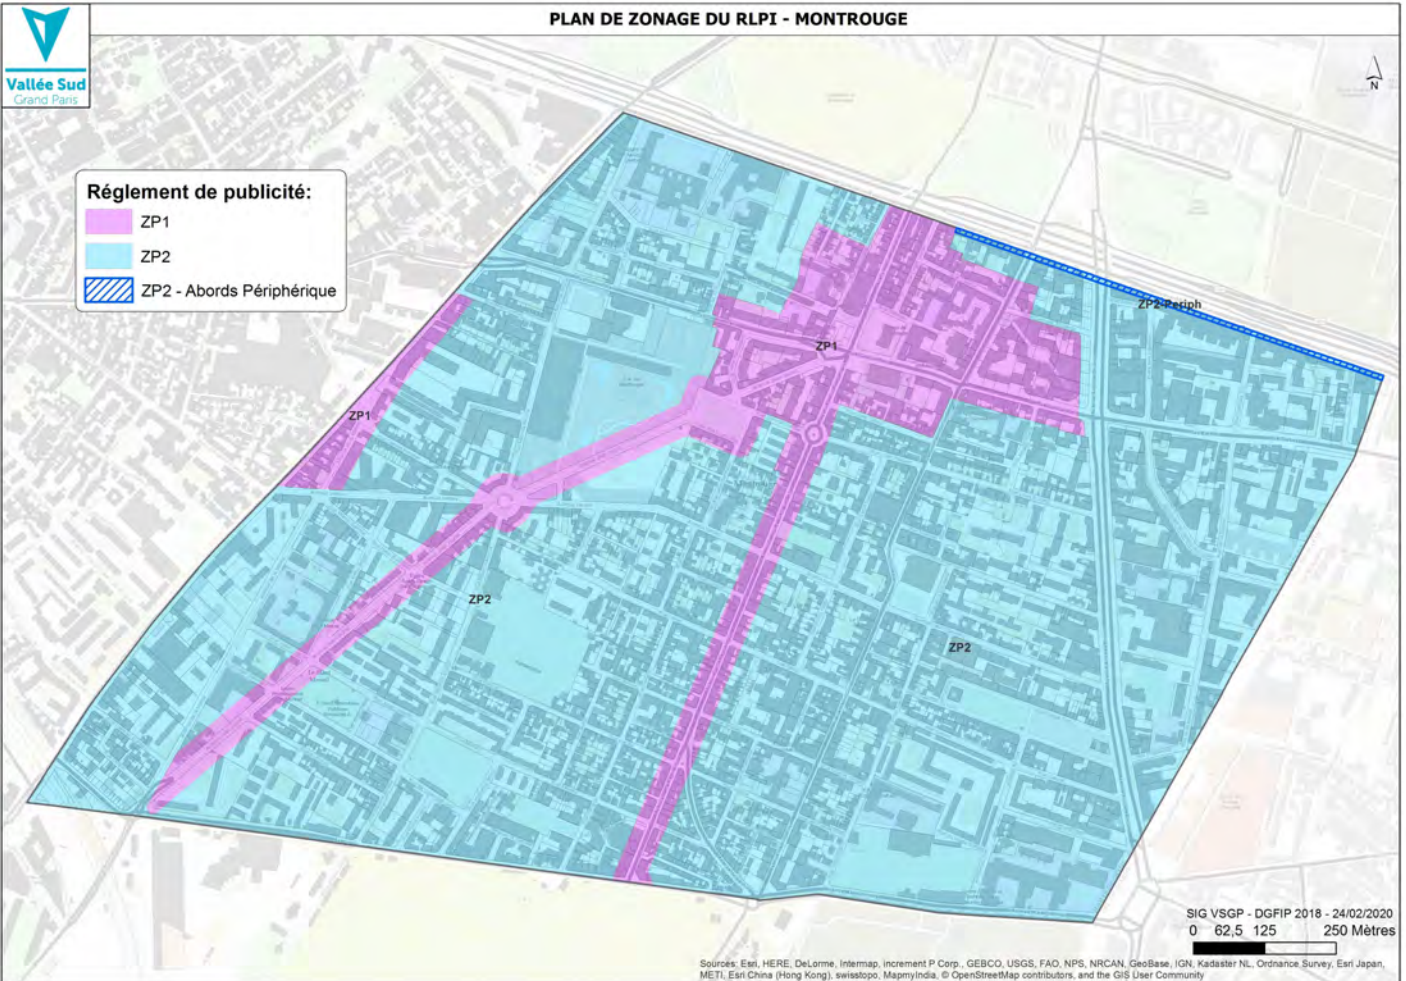 PLAN DE ZONAGE DU RLPI - MONTROUGE
Vallée Sud
Grand Paris
N
Réglement de publicité:
ZP1
ZP2
ZP2 - Abords Périphérique
ZP2-Periph
ZP1
ZP1
ZP2
ZP2
SIG VSGP - DGFIP 2018 - 24/02/2020
0 62,5 125 250 Mètres
Sources: Esri, HERE, DeLorme, Intermap, increment P Corp., GEBCO, USGS, FAO, NPS, NRCAN, GeoBase, IGN, Kadaster NL, Ordnance Survey, Esri Japan,
METI, Esri China (Hong Kong), swisstopo, MapmyIndia, © OpenStreetMap contributors, and the GIS User Community